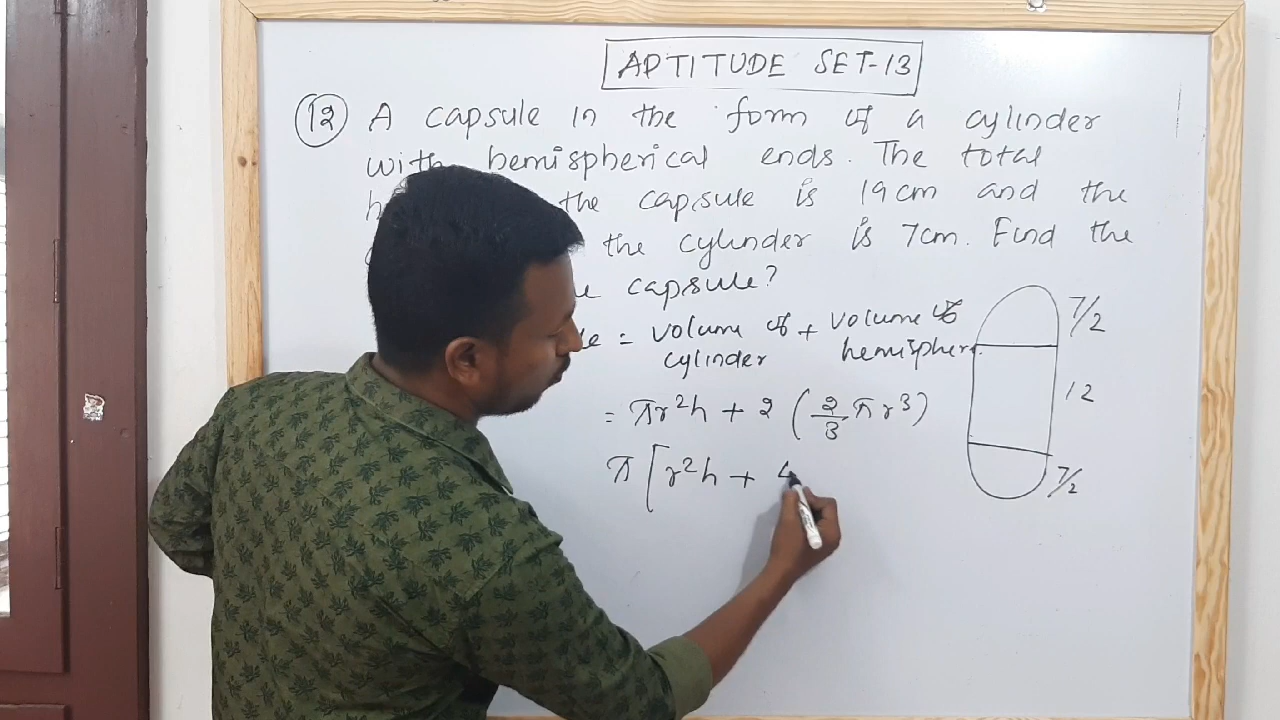 APTITUDE SET-13
(12) A capsule in the form of a cylinder
with hemispherical ends. The total
the capsule is 19cm and the
the cylinder is 7cm. Find the
capsule?
= volume of + volume of
cylinder hemisphere
= πr²h + 2 (2/3 πr³)
π [r²h + 4
7/2
12
7/2